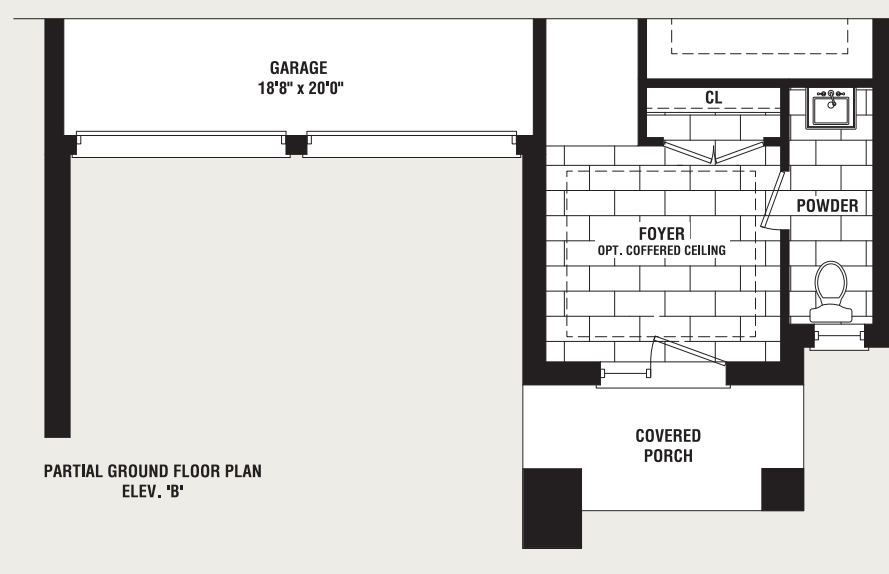 GARAGE
18'8" x 20'0"
CL
POWDER
FOYER
OPT. COFFERED CEILING
COVERED
PORCH
PARTIAL GROUND FLOOR PLAN
ELEV. 'B'